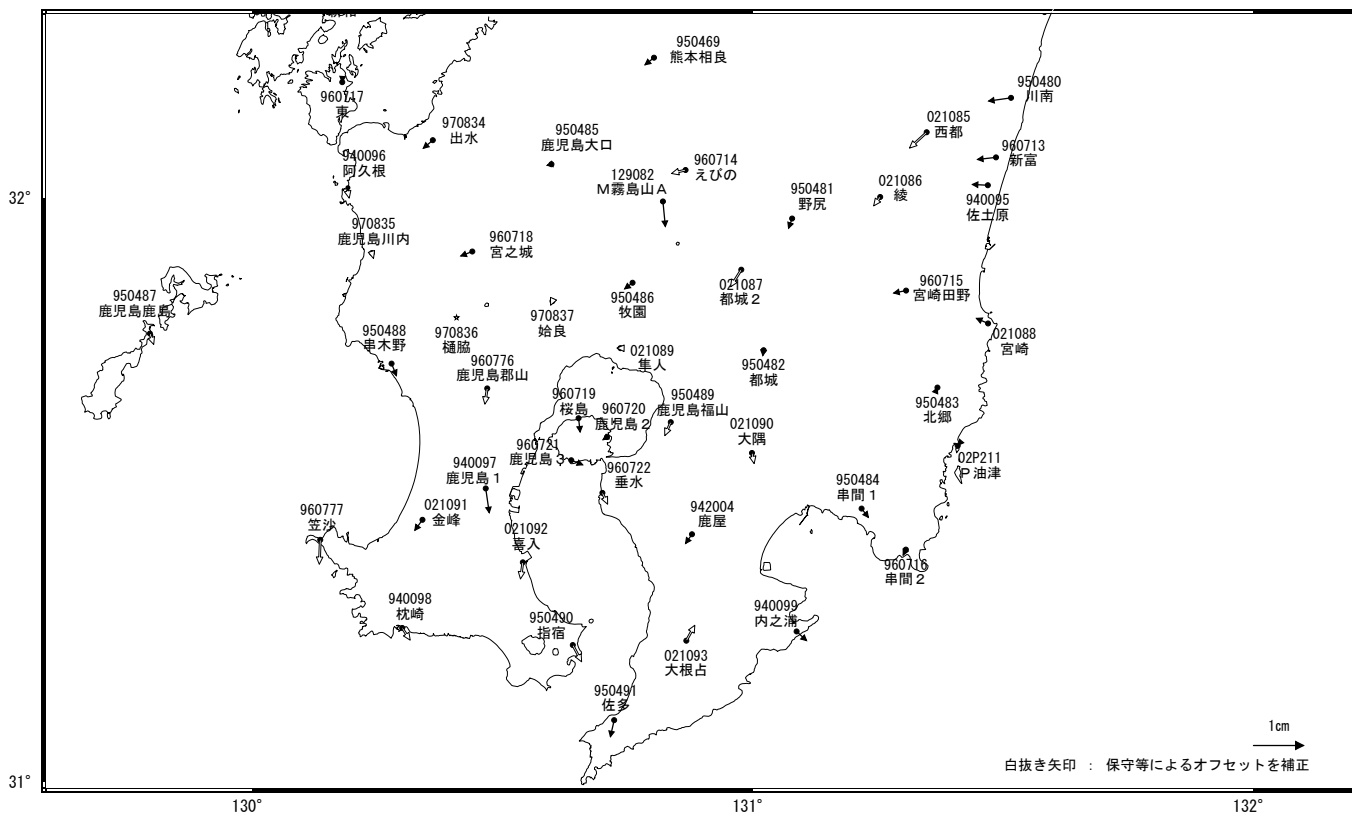 950469
熊本相良
950480
川南
960717
東
970834
出水
950485
鹿児島大口
021085
西都
960713
新富
940096
阿久根
129082
M霧島山A
960714
えびの
950481
野尻
021086
綾
940095
佐土原
32°
970835
鹿児島川内
960718
宮之城
950487
鹿児島鹿島
950486
牧園
021087
都城2
960715
宮崎田野
950488
串木野
970836
樋脇
970837
姶良
021088
宮崎
960776
鹿児島郡山
021089
隼人
950482
都城
960719
桜島
960720
鹿児島2
950489
鹿児島福山
950483
北郷
021090
大隅
960721
鹿児島3
02P211
P油津
940097
鹿児島1
960722
垂水
950484
串間1
960777
笠沙
021091
金峰
021092
喜入
942004
鹿屋
960716
串間2
940098
枕崎
950490
指宿
940099
内之浦
021093
大根占
950491
佐多
1cm
白抜き矢印 : 保守等によるオフセットを補正
31°
130°
131°
132°